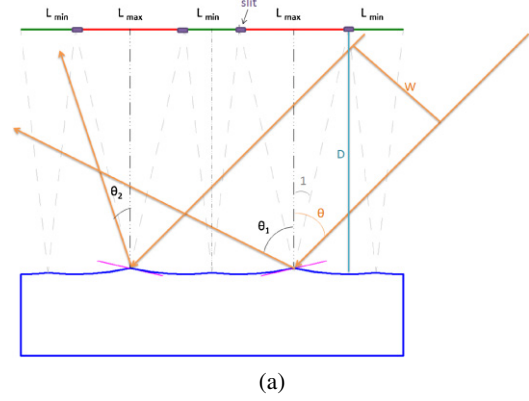 slit
L min L max L min L max L min
W
D
1
θ2
θ
θ1
(a)